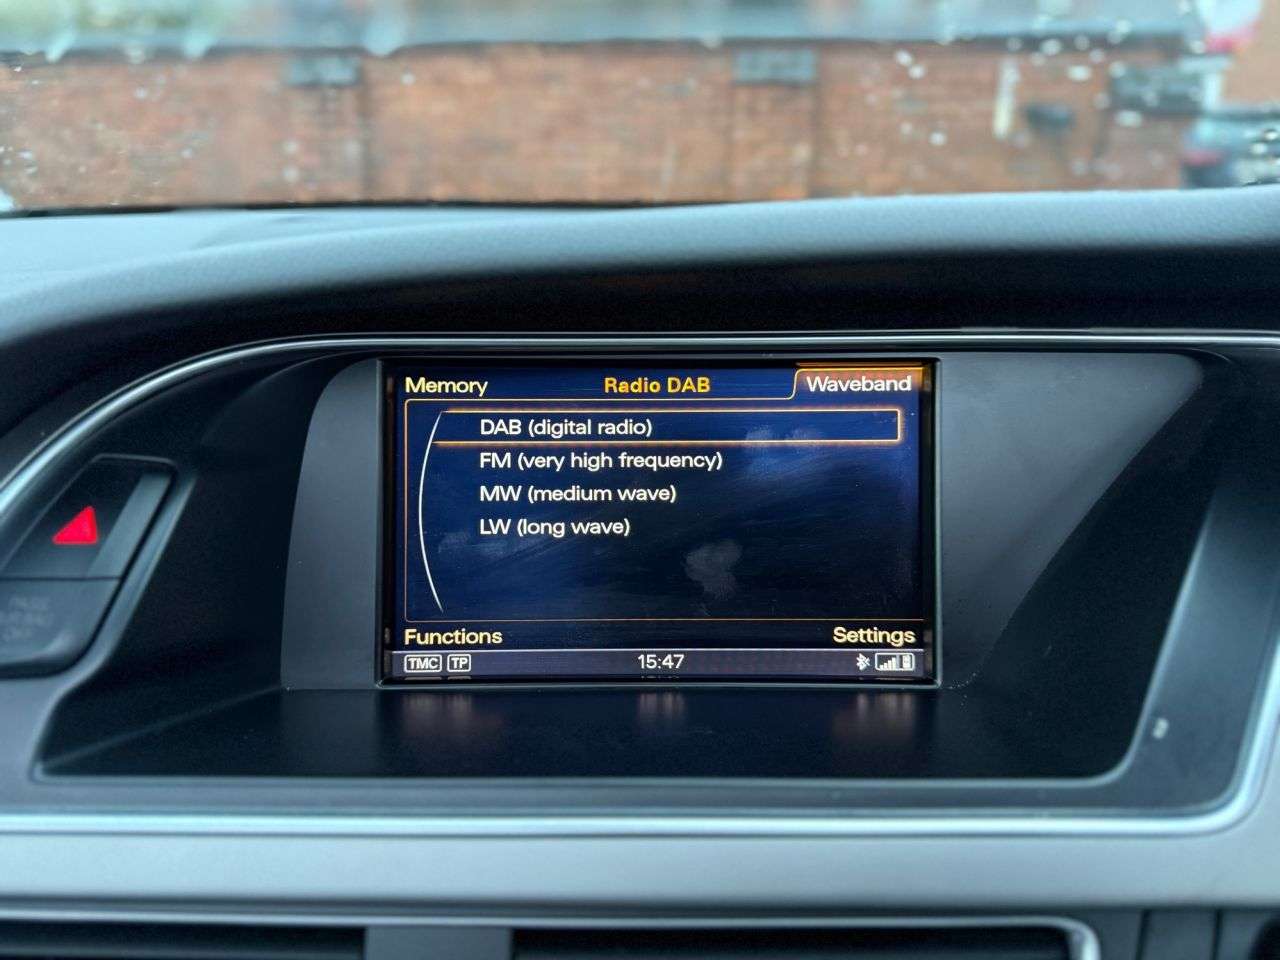 Memory Radio DAB Waveband
DAB (digital radio)
FM (very high frequency)
MW (medium wave)
LW (long wave)
Functions Settings
TMC TP 15:47